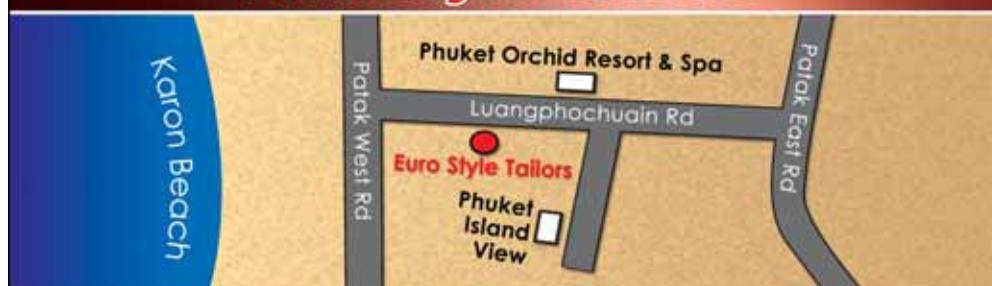 Phuket Orchid Resort & Spa
Karon Beach
Patak West Rd
Luangphochuain Rd
Patak East Rd
Euro Style Tailors
Phuket
Island
View